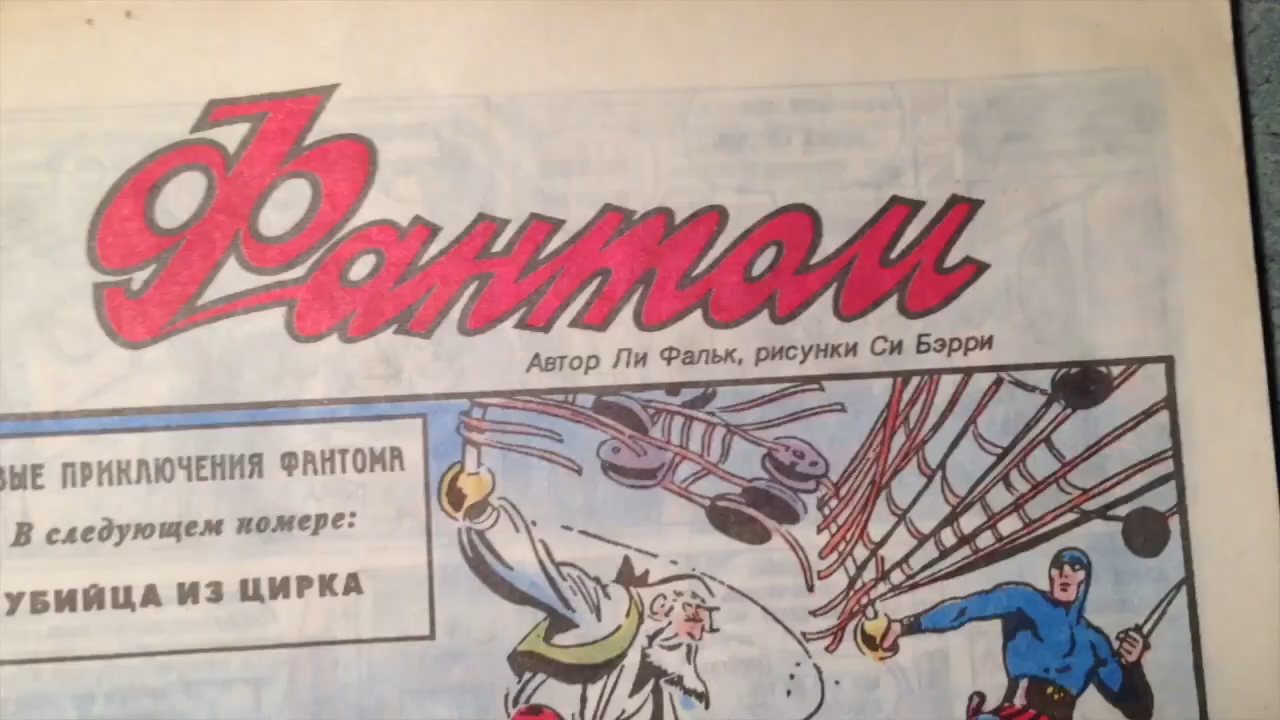 Фантом
Автор Ли Фальк, рисунки Си Бэрри
ПРИКЛЮЧЕНИЯ ФАНТОМА
В следующем номере:
УБИЙЦА ИЗ ЦИРКА